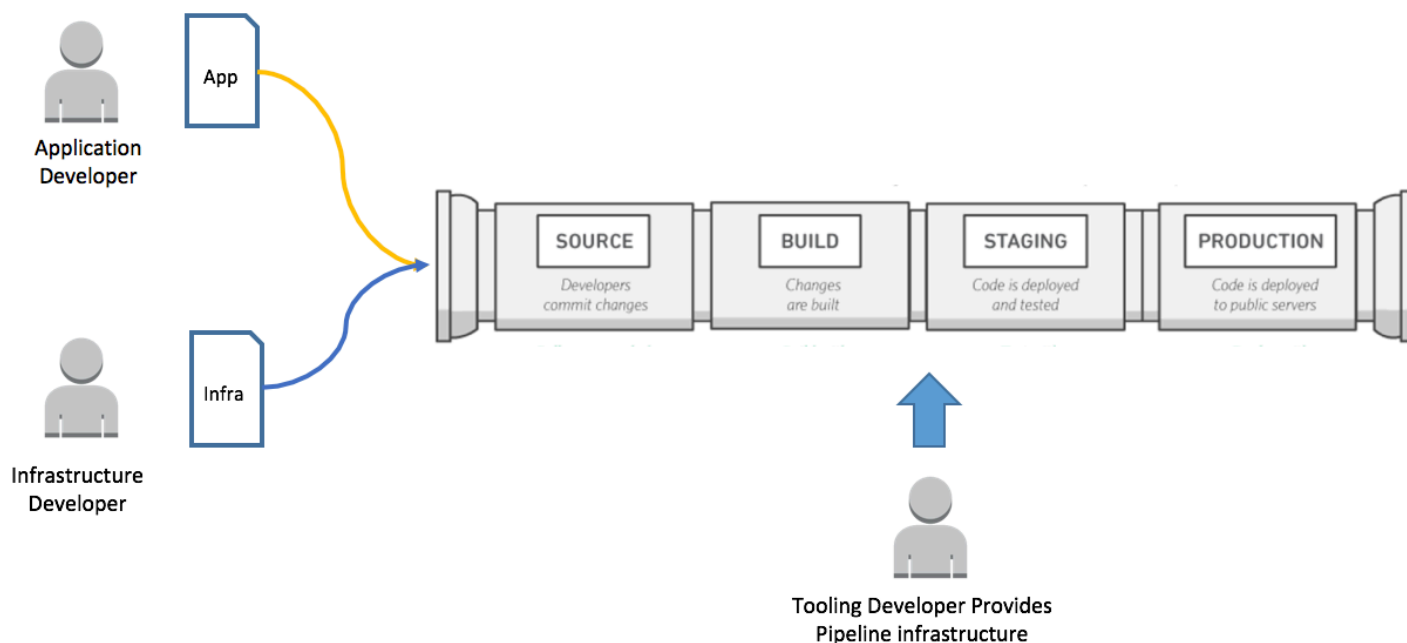 App
Application
Developer
SOURCE
Developers
commit changes
BUILD
Changes
are built
STAGING
Code is deployed
and tested
PRODUCTION
Code is deployed
to public servers
Infra
Infrastructure
Developer
Tooling Developer Provides
Pipeline infrastructure